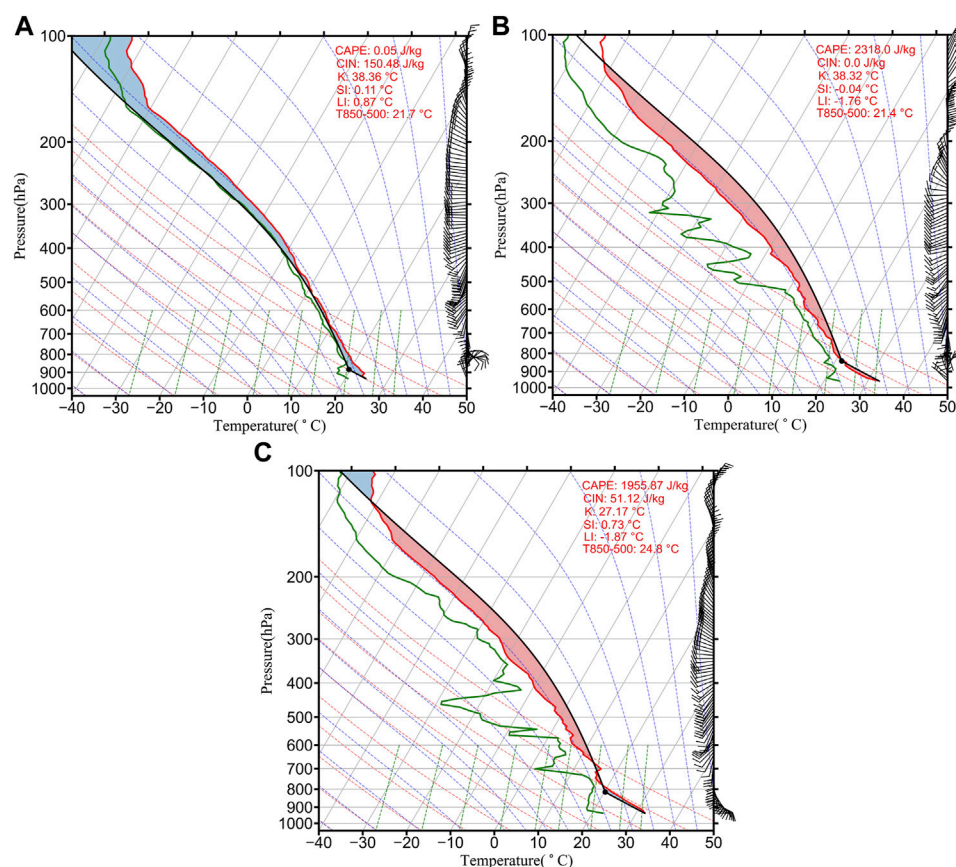 A
100
200
300
400
500
600
700
800
900
1000
Pressure(hPa)
CAPE: 0.05 J/kg
CIN: 150.48 J/kg
K: 38.36 °C
SI: 0.11 °C
LI: 0.87 °C
T850-500: 21.7 °C
−40 −30 −20 −10 0 10 20 30 40 50
Temperature( °C)
B
100
200
300
400
500
600
700
800
900
1000
Pressure(hPa)
CAPE: 2318.0 J/kg
CIN: 0.0 J/kg
K: 38.32 °C
SI: -0.04 °C
LI: -1.76 °C
T850-500: 21.4 °C
−40 −30 −20 −10 0 10 20 30 40 50
Temperature( °C)
C
100
200
300
400
500
600
700
800
900
1000
Pressure(hPa)
CAPE: 1955.87 J/kg
CIN: 51.12 J/kg
K: 27.17 °C
SI: 0.73 °C
LI: -1.87 °C
T850-500: 24.8 °C
−40 −30 −20 −10 0 10 20 30 40 50
Temperature( °C)